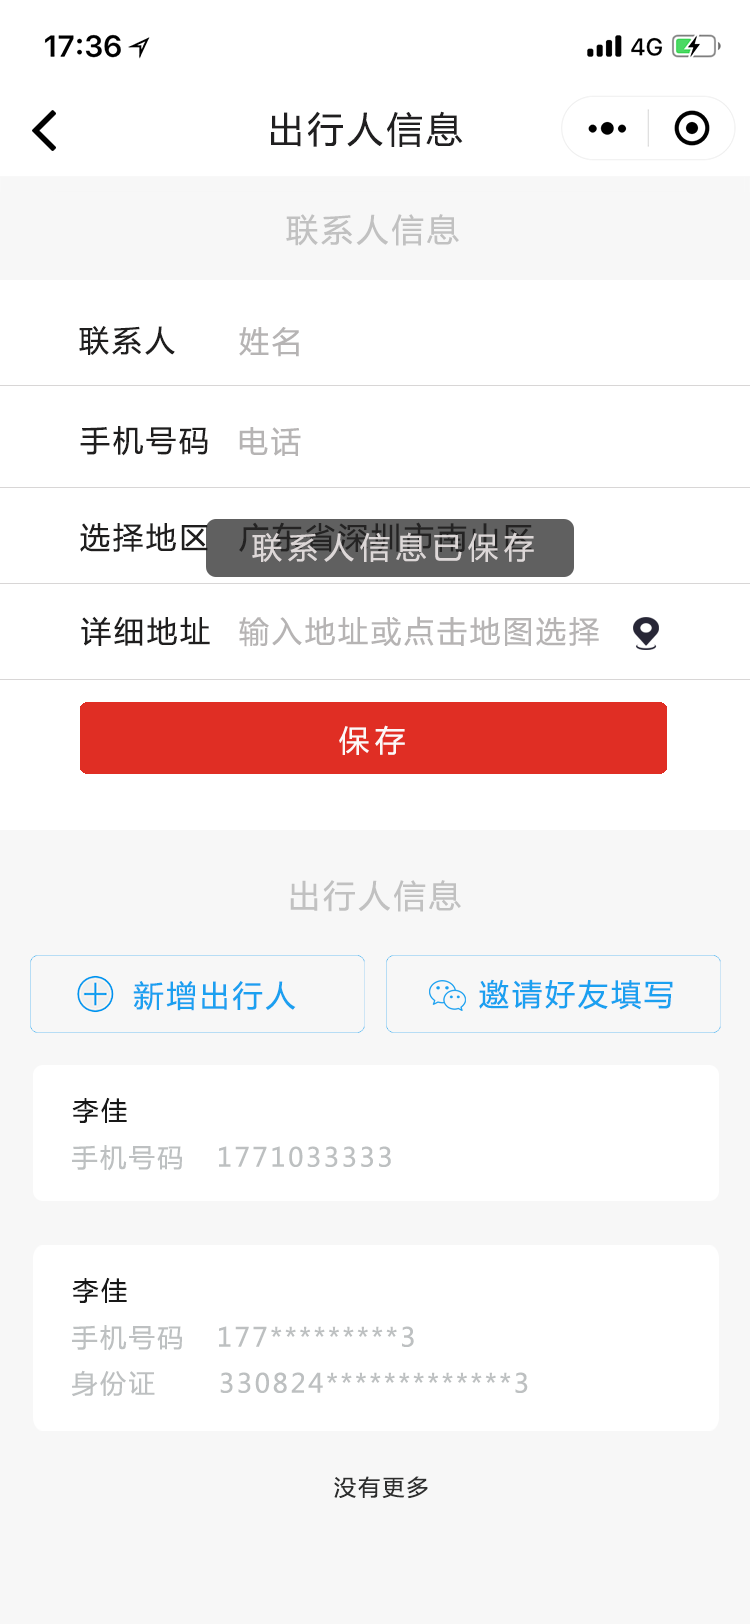 17:36 4G
出行人信息
联系人信息
联系人 姓名
手机号码 电话
选择地区 广东省深圳市南山区
联系人信息已保存
详细地址 输入地址或点击地图选择
保存
出行人信息
新增出行人 邀请好友填写
李佳
手机号码 1771033333
李佳
手机号码 177*********3
身份证 330824*************3
没有更多